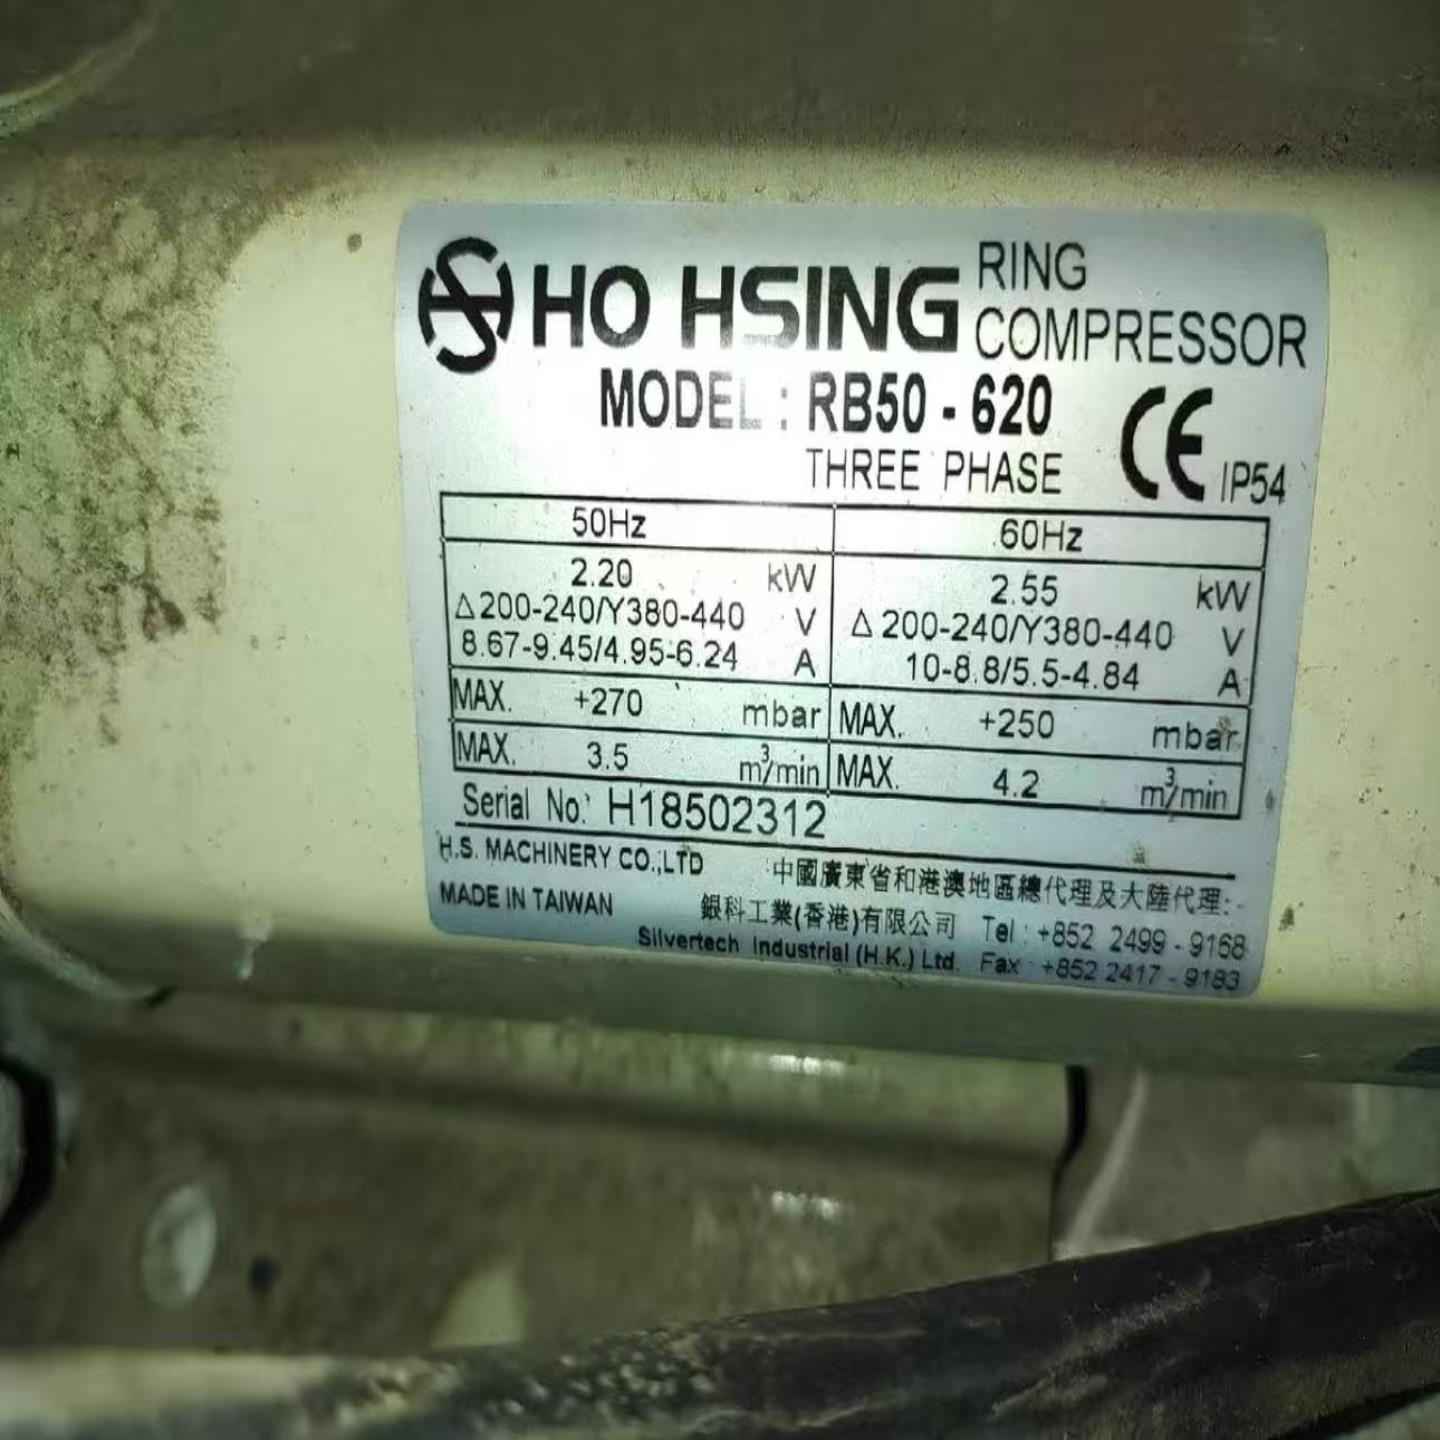 HO HSING RING COMPRESSOR
MODEL : RB50 - 620
THREE PHASE CE IP54
50Hz 60Hz
2.20 kW 2.55 kW
△200-240/Y380-440 V △200-240/Y380-440 V
8.67-9.45/4.95-6.24 A 10-8.8/5.5-4.84 A
MAX. +270 mbar MAX. +250 mbar
MAX. 3.5 m³/min MAX. 4.2 m³/min
Serial No: H18502312
H.S. MACHINERY CO.,LTD 中國廣東省和港澳地區總代理及大陸代理:
MADE IN TAIWAN 銀科工業(香港)有限公司 Tel : +852 2499 - 9168
Silvertech Industrial (H.K.) Ltd. Fax : +852 2417 - 9183